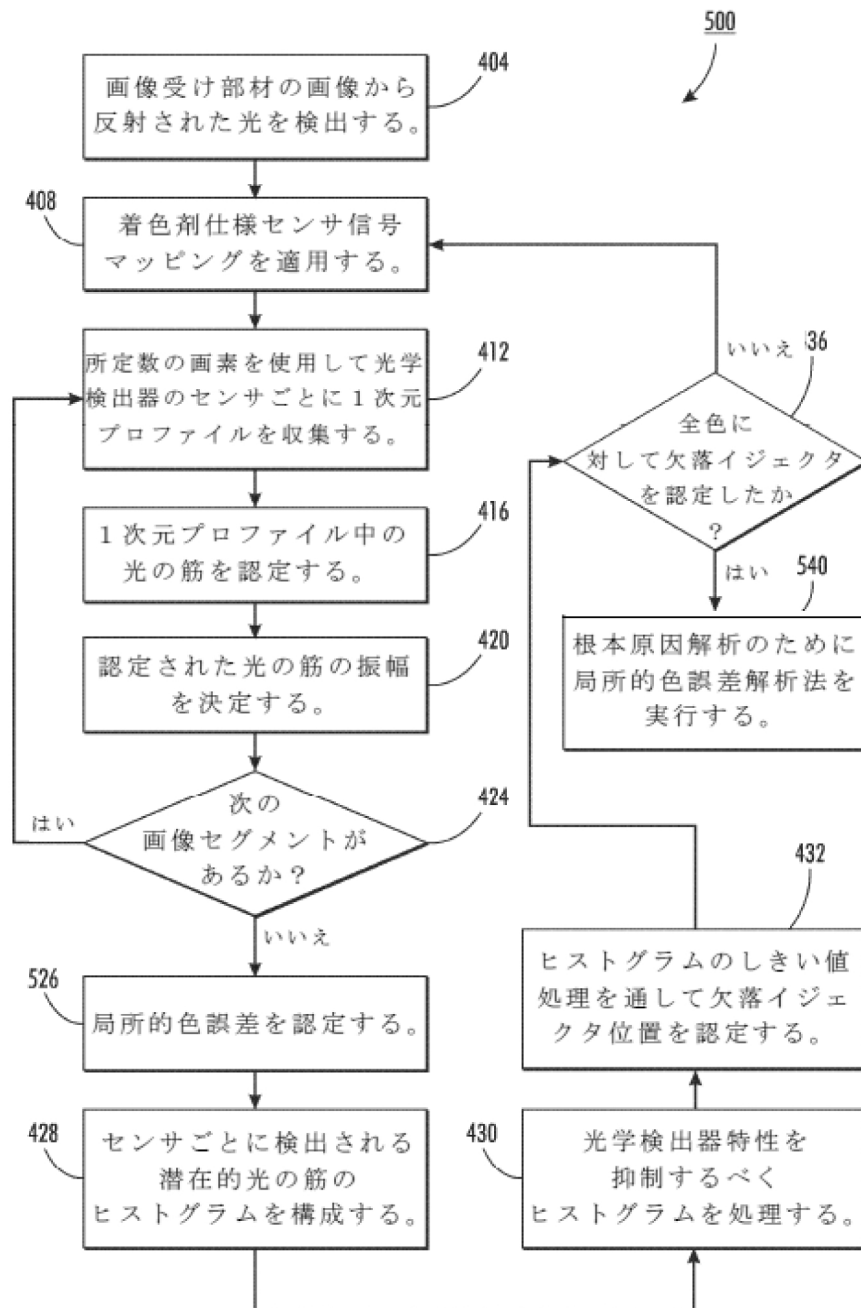 500
404
画像受け部材の画像から
反射された光を検出する。
408
着色剤仕様センサ信号
マッピングを適用する。
所定数の画素を使用して光学
検出器のセンサごとに1次元
プロファイルを収集する。
412
1次元プロファイル中の
光の筋を認定する。
416
認定された光の筋の振幅
を決定する。
420
次の
画像セグメントが
あるか?
424
はい
いいえ
526
局所的色誤差を認定する。
428
センサごとに検出される
潜在的光の筋の
ヒストグラムを構成する。
430
光学検出器特性を
抑制するべく
ヒストグラムを処理する。
432
ヒストグラムのしきい値
処理を通して欠落イジェ
クタ位置を認定する。
いいえ
36
全色に
対して欠落イジェクタ
を認定したか
?
はい
540
根本原因解析のために
局所的色誤差解析法を
実行する。